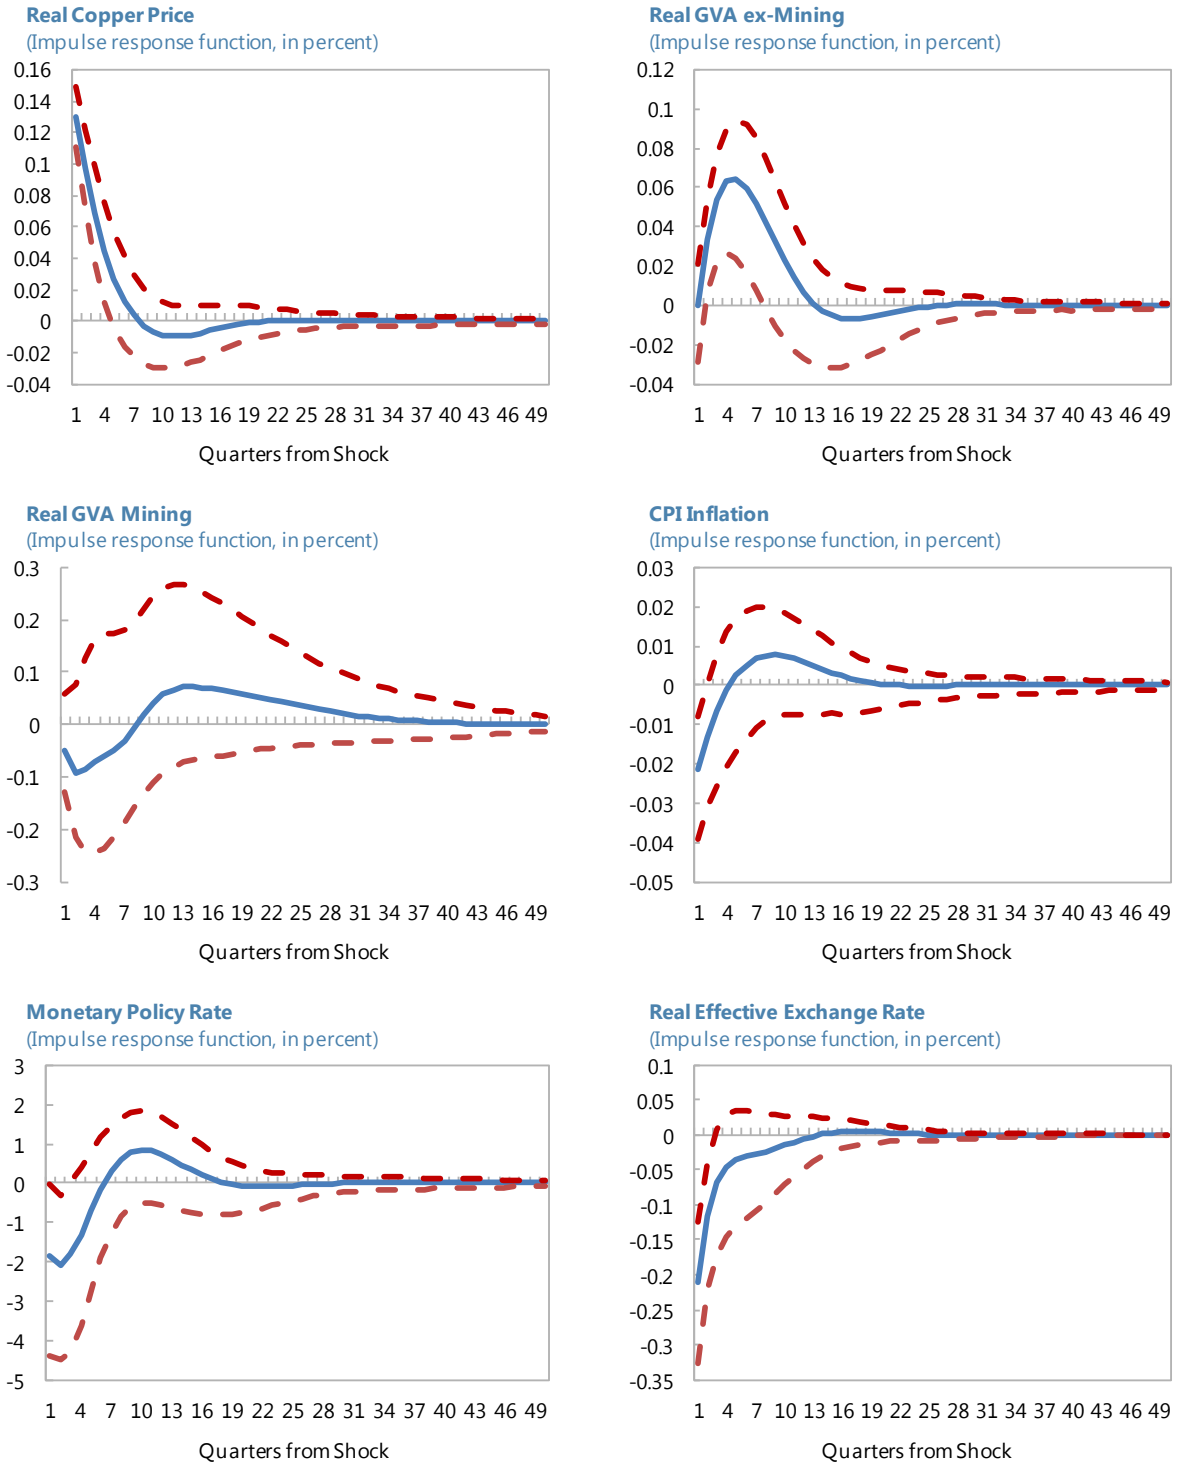 Real Copper Price
(Impulse response function, in percent)
0.16
0.14
0.12
0.1
0.08
0.06
0.04
0.02
0
-0.02
-0.04
1 4 7 10 13 16 19 22 25 28 31 34 37 40 43 46 49
Quarters from Shock
Real GVA ex-Mining
(Impulse response function, in percent)
0.12
0.1
0.08
0.06
0.04
0.02
0
-0.02
-0.04
1 4 7 10 13 16 19 22 25 28 31 34 37 40 43 46 49
Quarters from Shock
Real GVA Mining
(Impulse response function, in percent)
0.3
0.2
0.1
0
-0.1
-0.2
-0.3
1 4 7 10 13 16 19 22 25 28 31 34 37 40 43 46 49
Quarters from Shock
CPI Inflation
(Impulse response function, in percent)
0.03
0.02
0.01
0
-0.01
-0.02
-0.03
-0.04
-0.05
1 4 7 10 13 16 19 22 25 28 31 34 37 40 43 46 49
Quarters from Shock
Monetary Policy Rate
(Impulse response function, in percent)
3
2
1
0
-1
-2
-3
-4
-5
1 4 7 10 13 16 19 22 25 28 31 34 37 40 43 46 49
Quarters from Shock
Real Effective Exchange Rate
(Impulse response function, in percent)
0.1
0.05
0
-0.05
-0.1
-0.15
-0.2
-0.25
-0.3
-0.35
1 4 7 10 13 16 19 22 25 28 31 34 37 40 43 46 49
Quarters from Shock